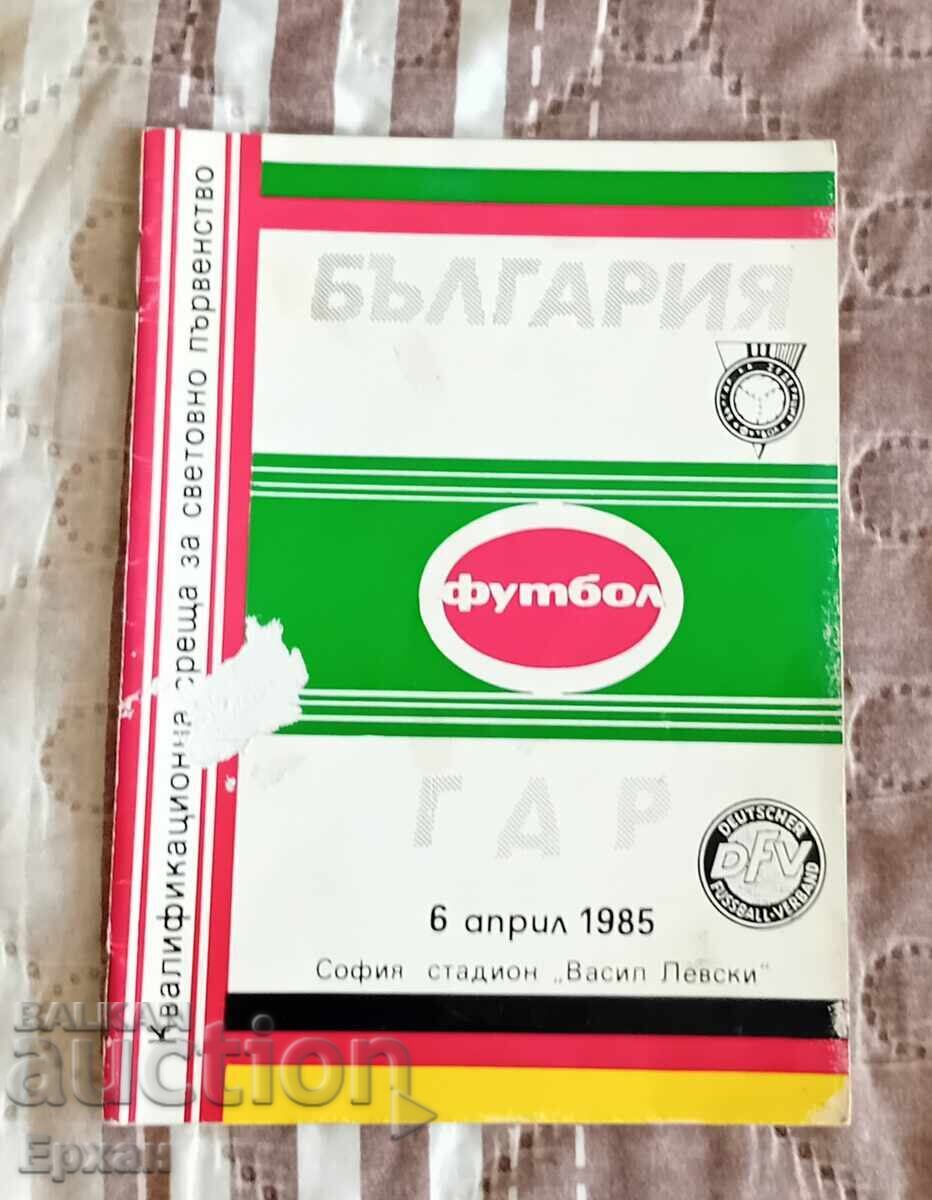 Квалификационна среща за световно първенство
БЪЛГАРИЯ
футбол
ГДР
DEUTSCHER
DFV
FUSSBALL-VERBAND
6 април 1985
София стадион „Васил Левски"
BALKAN
auction
Ерхан